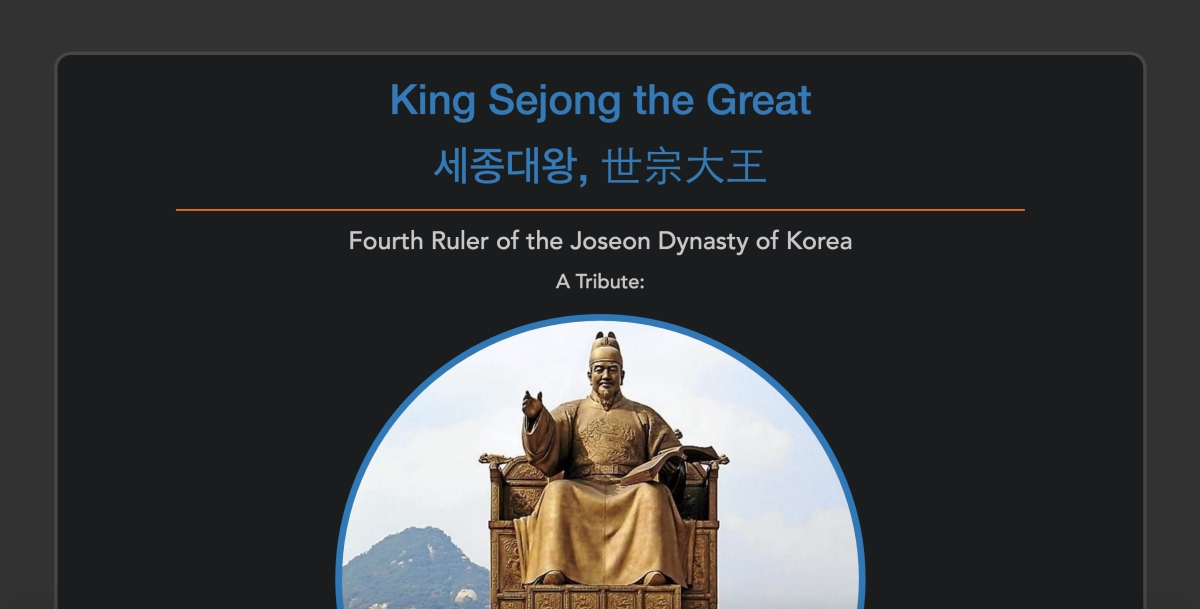 King Sejong the Great
세종대왕, 世宗大王
Fourth Ruler of the Joseon Dynasty of Korea
A Tribute: